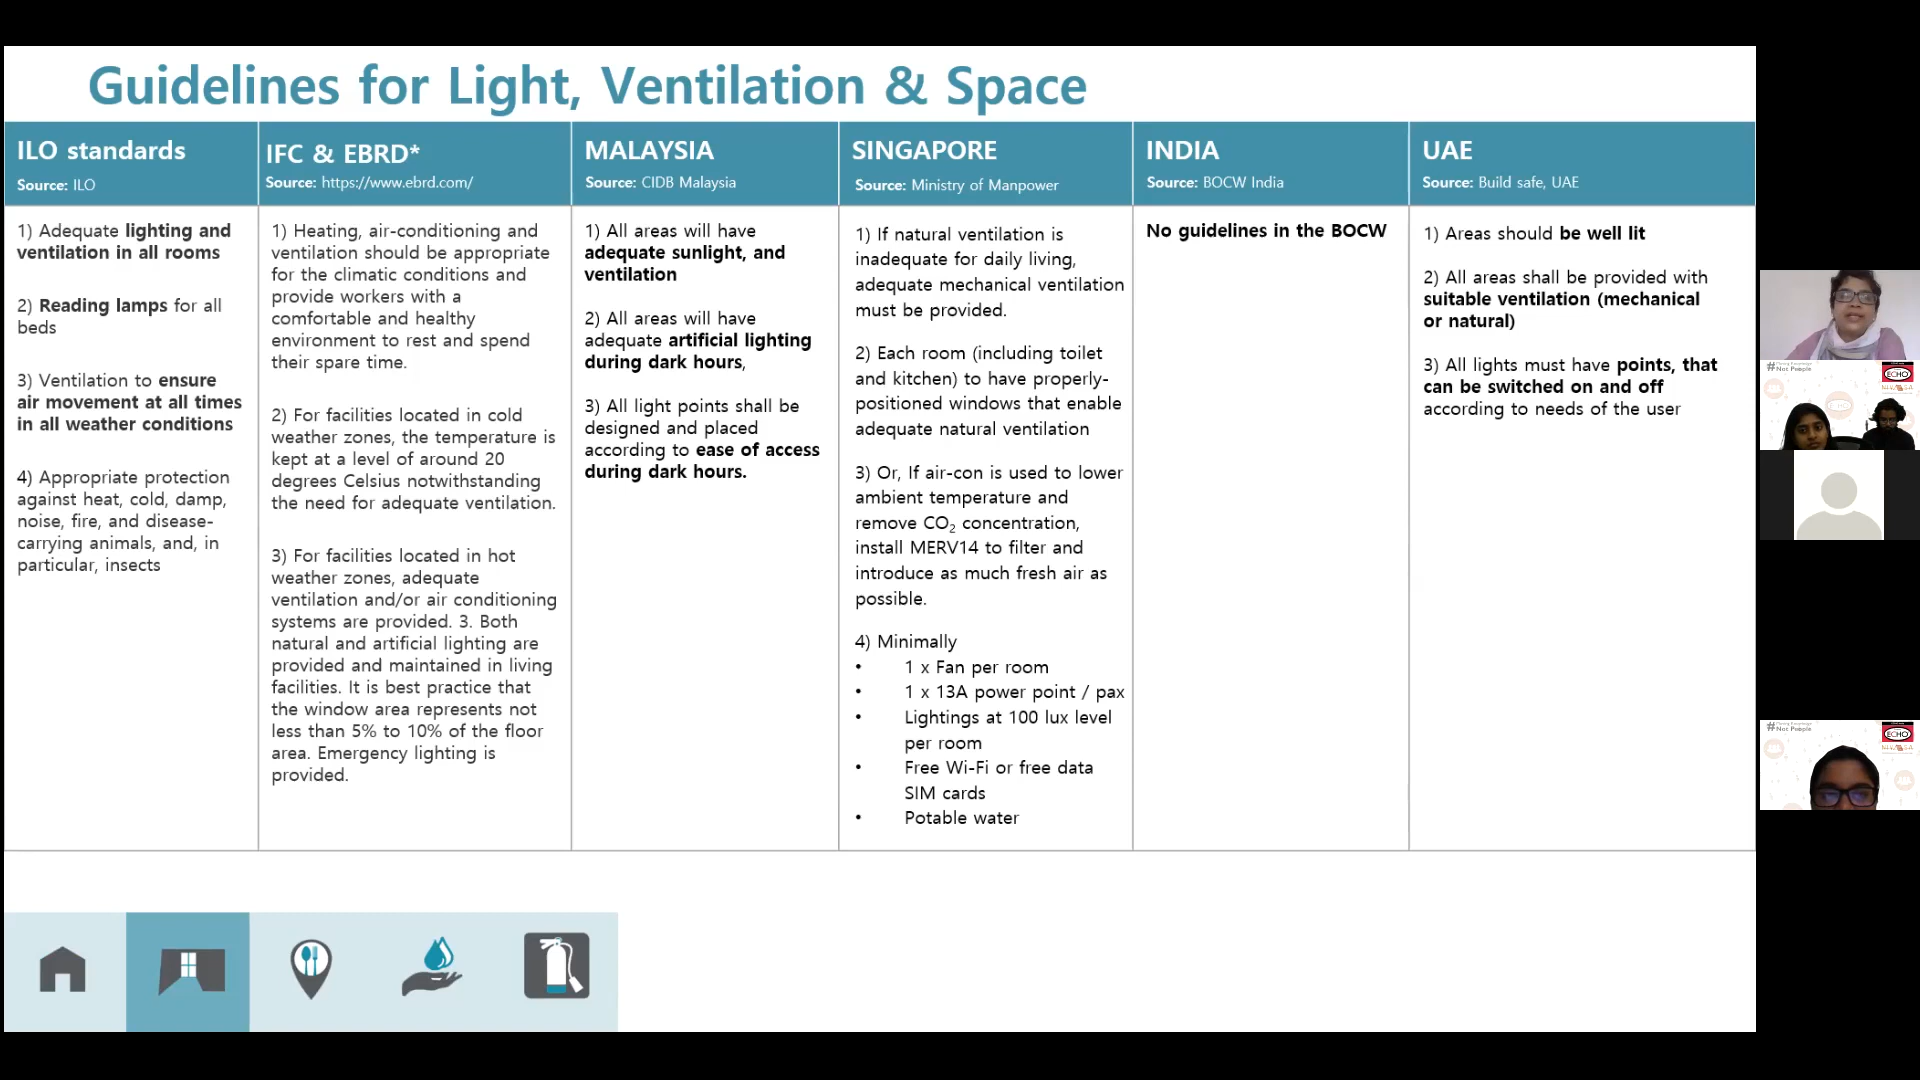 Guidelines for Light, Ventilation & Space
ILO standards
Source: ILO
1) Adequate lighting and
ventilation in all rooms
2) Reading lamps for all
beds
3) Ventilation to ensure
air movement at all times
in all weather conditions
4) Appropriate protection
against heat, cold, damp,
noise, fire, and disease-
carrying animals, and, in
particular, insects
IFC & EBRD*
Source: https://www.ebrd.com/
1) Heating, air-conditioning and
ventilation should be appropriate
for the climatic conditions and
provide workers with a
comfortable and healthy
environment to rest and spend
their spare time.
2) For facilities located in cold
weather zones, the temperature is
kept at a level of around 20
degrees Celsius notwithstanding
the need for adequate ventilation.
3) For facilities located in hot
weather zones, adequate
ventilation and/or air conditioning
systems are provided. 3. Both
natural and artificial lighting are
provided and maintained in living
facilities. It is best practice that
the window area represents not
less than 5% to 10% of the floor
area. Emergency lighting is
provided.
MALAYSIA
Source: CIDB Malaysia
1) All areas will have
adequate sunlight, and
ventilation
2) All areas will have
adequate artificial lighting
during dark hours,
3) All light points shall be
designed and placed
according to ease of access
during dark hours.
SINGAPORE
Source: Ministry of Manpower
1) If natural ventilation is
inadequate for daily living,
adequate mechanical ventilation
must be provided.
2) Each room (including toilet
and kitchen) to have properly-
positioned windows that enable
adequate natural ventilation
3) Or, If air-con is used to lower
ambient temperature and
remove CO₂ concentration,
install MERV14 to filter and
introduce as much fresh air as
possible.
4) Minimally
• 1 x Fan per room
• 1 x 13A power point / pax
• Lightings at 100 lux level
per room
• Free Wi-Fi or free data
SIM cards
• Potable water
INDIA
Source: BOCW India
No guidelines in the BOCW
UAE
Source: Build safe, UAE
1) Areas should be well lit
2) All areas shall be provided with
suitable ventilation (mechanical
or natural)
3) All lights must have points, that
can be switched on and off
according to needs of the user
Not People
ECHO
Not People
ECHO